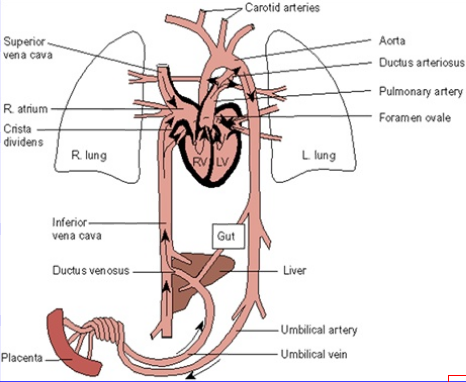 Carotid arteries
Superior
vena cava
Aorta
Ductus arteriosus
Pulmonary artery
R. atrium
Foramen ovale
Crista
dividens
R. lung
RV
LV
L. lung
Inferior
vena cava
Gut
Ductus venosus
Liver
Umbilical artery
Umbilical vein
Placenta